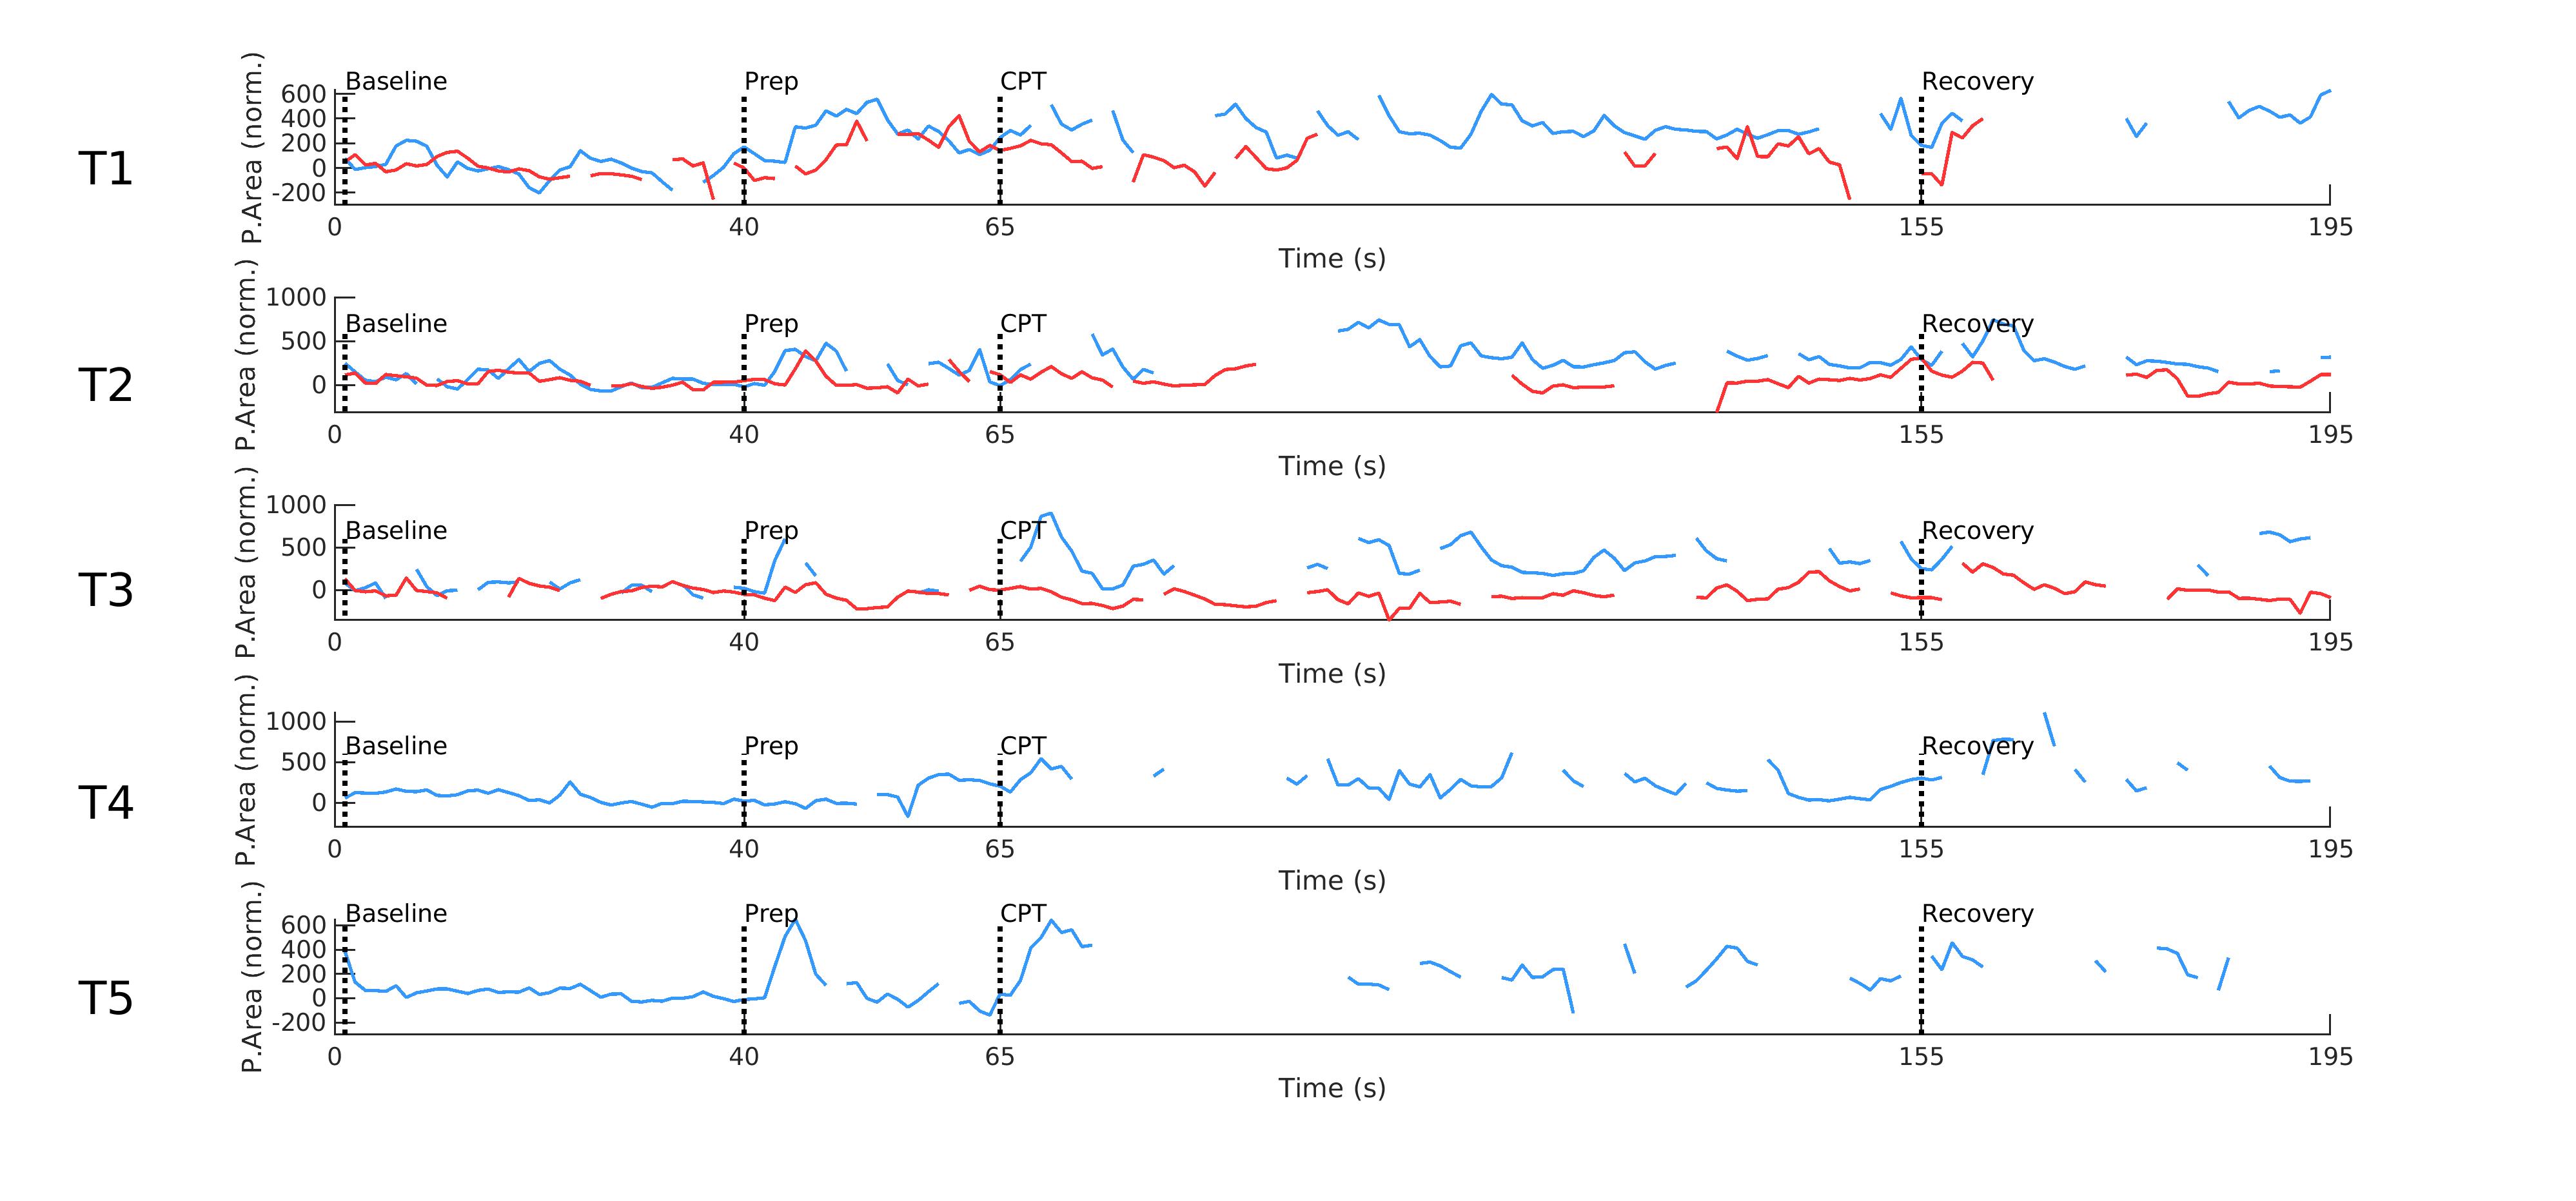 T1
P.Area (norm.)
600
400
200
0
-200
Baseline
Prep
CPT
Recovery
0 40 65 155 195
Time (s)
T2
P.Area (norm.)
1000
500
0
Baseline
Prep
CPT
Recovery
0 40 65 155 195
Time (s)
T3
P.Area (norm.)
1000
500
0
Baseline
Prep
CPT
Recovery
0 40 65 155 195
Time (s)
T4
P.Area (norm.)
1000
500
0
Baseline
Prep
CPT
Recovery
0 40 65 155 195
Time (s)
T5
P.Area (norm.)
600
400
200
0
-200
Baseline
Prep
CPT
Recovery
0 40 65 155 195
Time (s)